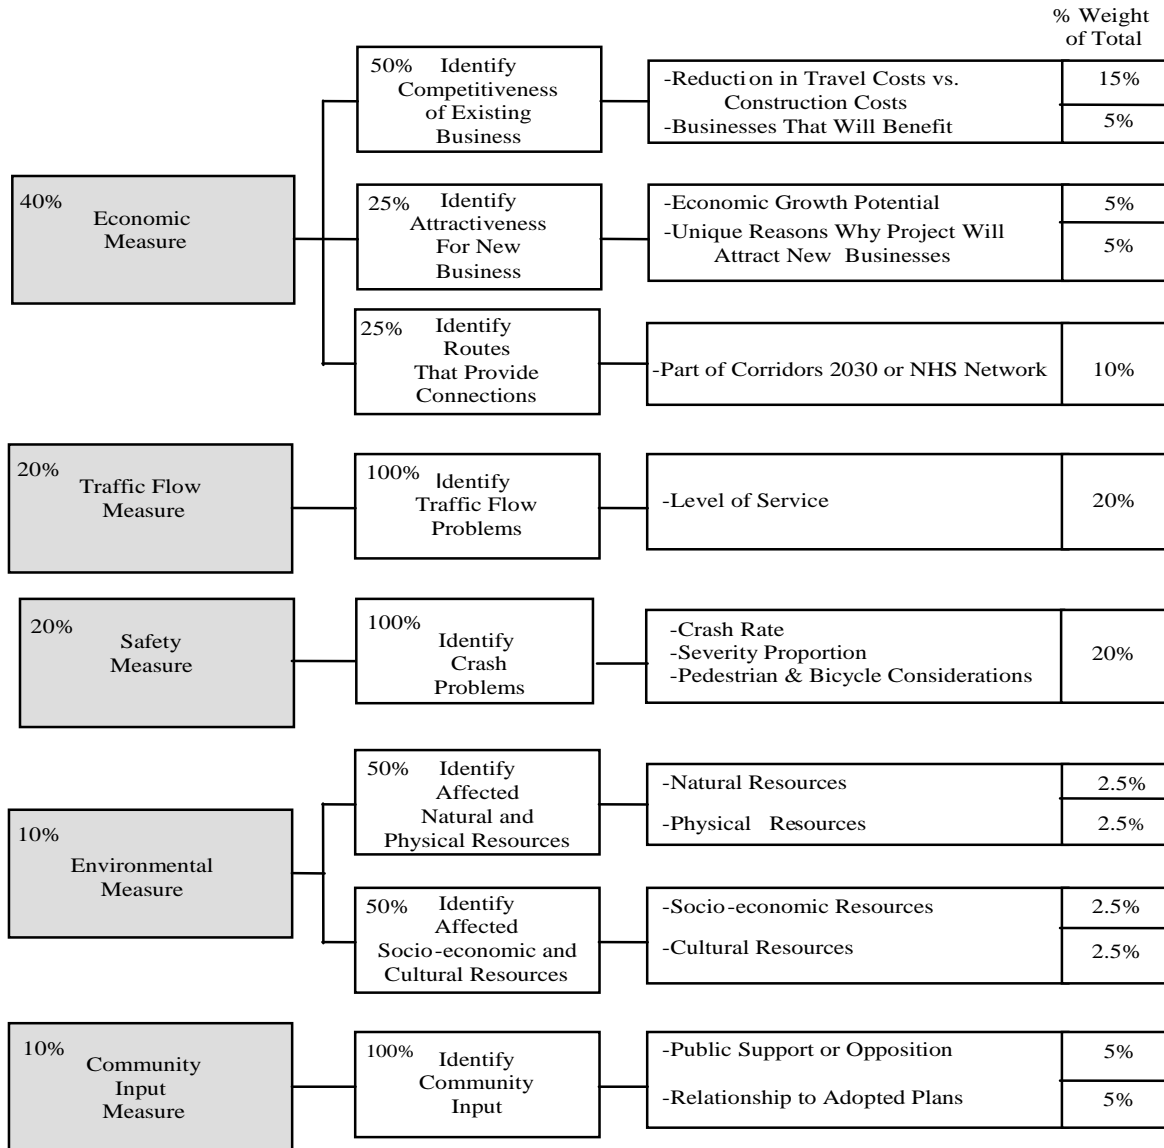 % Weight
of Total
40%
Economic
Measure
50% Identify
Competitiveness
of Existing
Business
-Reduction in Travel Costs vs.
Construction Costs
-Businesses That Will Benefit
15%
5%
25% Identify
Attractiveness
For New
Business
-Economic Growth Potential
-Unique Reasons Why Project Will
Attract New Businesses
5%
5%
25% Identify
Routes
That Provide
Connections
-Part of Corridors 2030 or NHS Network
10%
20%
Traffic Flow
Measure
100% Identify
Traffic Flow
Problems
-Level of Service
20%
20%
Safety
Measure
100%
Identify
Crash
Problems
-Crash Rate
-Severity Proportion
-Pedestrian & Bicycle Considerations
20%
10%
Environmental
Measure
50% Identify
Affected
Natural and
Physical Resources
-Natural Resources
-Physical Resources
2.5%
2.5%
50% Identify
Affected
Socio-economic and
Cultural Resources
-Socio-economic Resources
-Cultural Resources
2.5%
2.5%
10%
Community
Input
Measure
100% Identify
Community
Input
-Public Support or Opposition
-Relationship to Adopted Plans
5%
5%